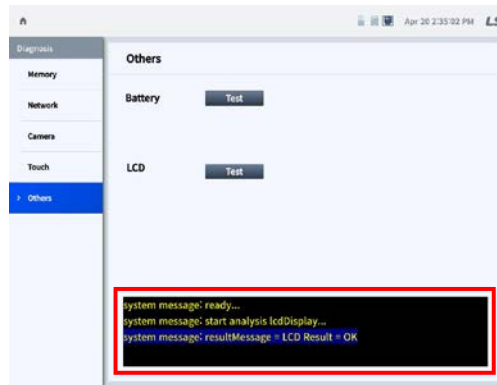 Apr 20 2:35:02 PM LS
Diagnosis
Memory
Network
Camera
Touch
> Others
Others
Battery Test
LCD Test
system message: ready...
system message: start analysis lcdDisplay...
system message: resultMessage = LCD Result = OK